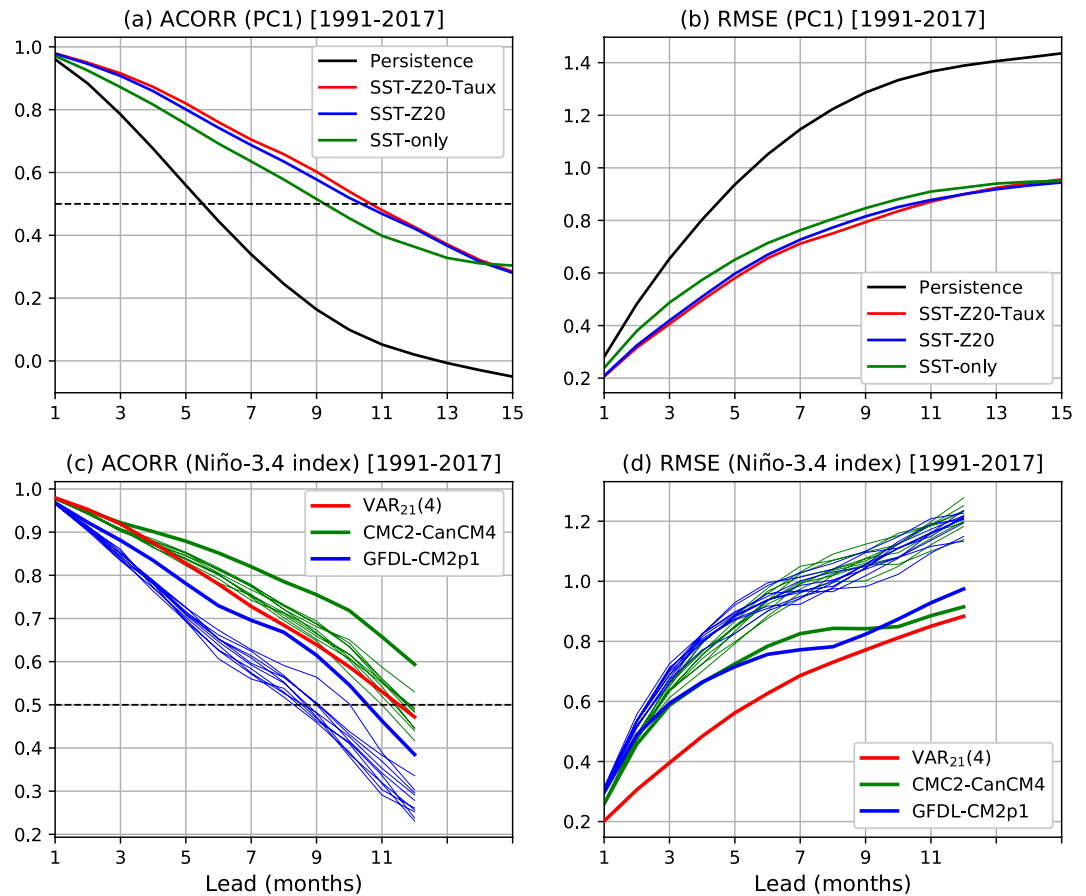 (a) ACORR (PC1) [1991-2017]
1.0
0.8
0.6
0.4
0.2
0.0
Persistence
SST-Z20-Taux
SST-Z20
SST-only
1 3 5 7 9 11 13 15
(b) RMSE (PC1) [1991-2017]
1.4
1.2
1.0
0.8
0.6
0.4
0.2
Persistence
SST-Z20-Taux
SST-Z20
SST-only
1 3 5 7 9 11 13 15
(c) ACORR (Niño-3.4 index) [1991-2017]
1.0
0.9
0.8
0.7
0.6
0.5
0.4
0.3
0.2
VAR₂₁(4)
CMC2-CanCM4
GFDL-CM2p1
1 3 5 7 9 11
Lead (months)
(d) RMSE (Niño-3.4 index) [1991-2017]
1.2
1.0
0.8
0.6
0.4
0.2
VAR₂₁(4)
CMC2-CanCM4
GFDL-CM2p1
1 3 5 7 9 11
Lead (months)